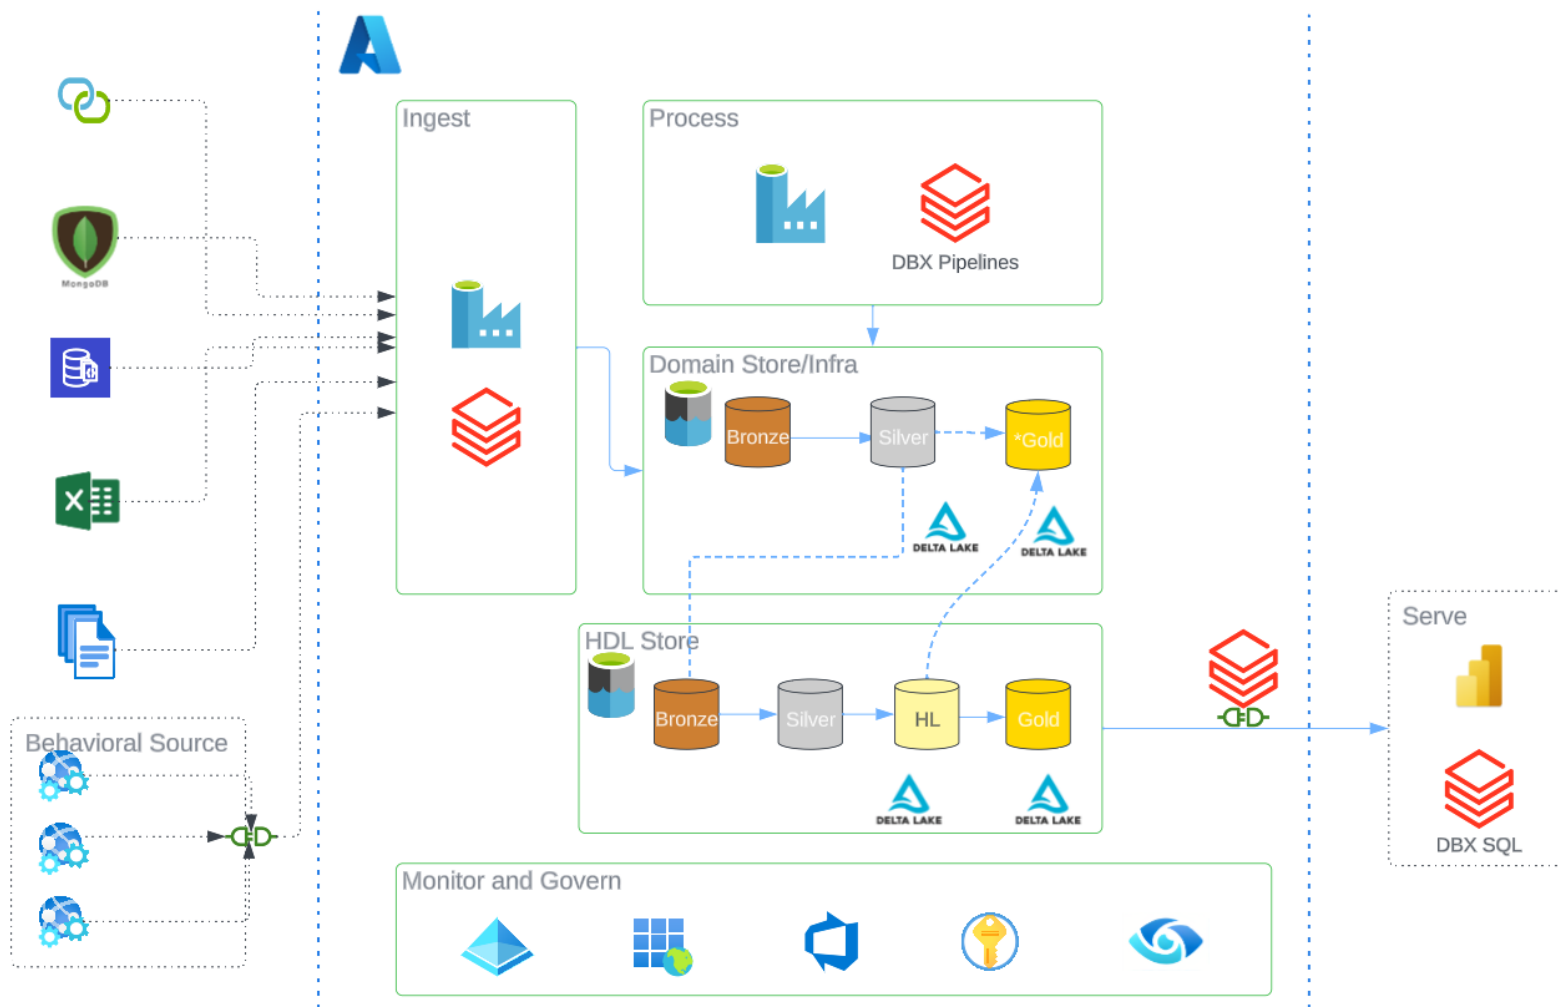 Ingest
Process
MongoDB
DBX Pipelines
Domain Store/Infra
Bronze
Silver
*Gold
DELTA LAKE
DELTA LAKE
HDL Store
Bronze
Silver
HL
Gold
DELTA LAKE
DELTA LAKE
Serve
DBX SQL
Behavioral Source
Monitor and Govern